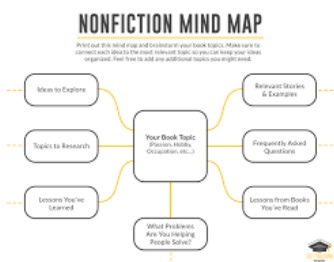 NONFICTION MIND MAP
Print out this mind map and brainstorm your book topics. Make sure to
connect each idea to the most relevant topic so you can keep your ideas
organized. Feel free to add any additional topics you might need.
Ideas to Explore
Relevant Stories
& Examples
Topics to Research
Your Book Topic
(Passion, Hobby,
Occupation, etc...)
Frequently Asked
Questions
Lessons You've
Learned
Lessons from Books
You've Read
What Problems
Are You Helping
People Solve?